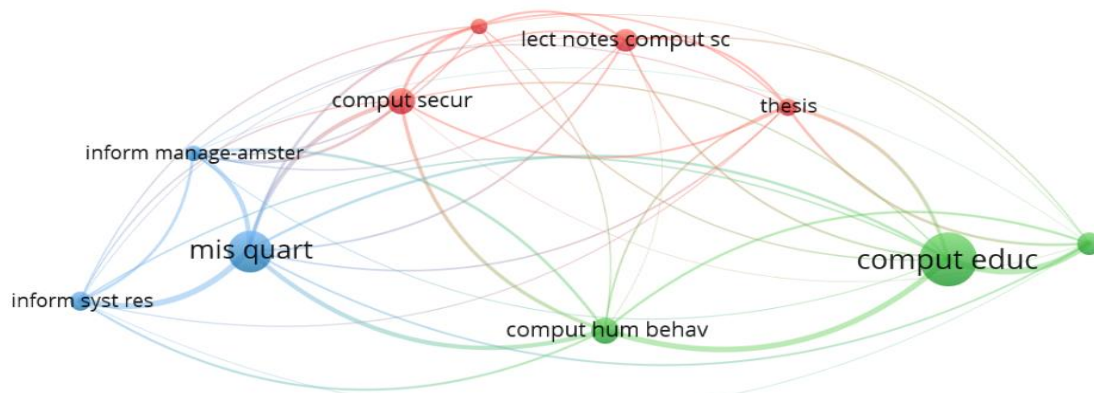 lect notes comput sc
comput secur
thesis
inform manage-amster
mis quart
comput educ
inform syst res
comput hum behav